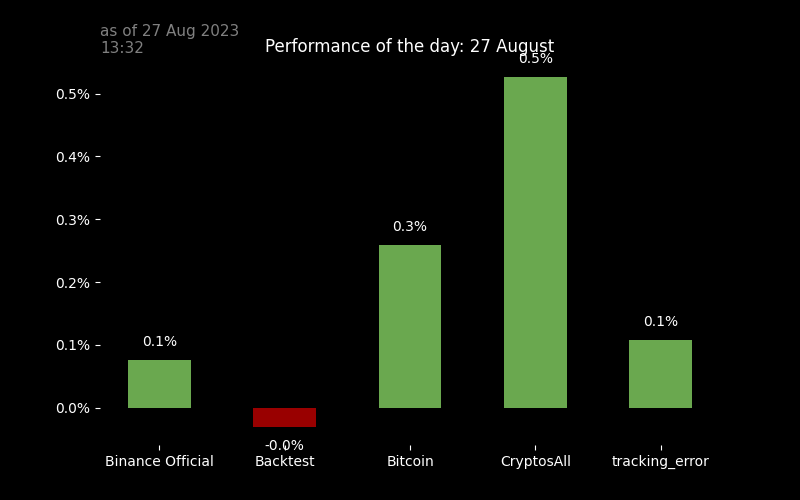 as of 27 Aug 2023
13:32
Performance of the day: 27 August
0.5%
0.5%
0.4%
0.3%
0.3%
0.2%
0.1%
0.1%
0.1%
0.0%
-0.0%
Binance Official
Backtest
Bitcoin
CryptosAll
tracking_error